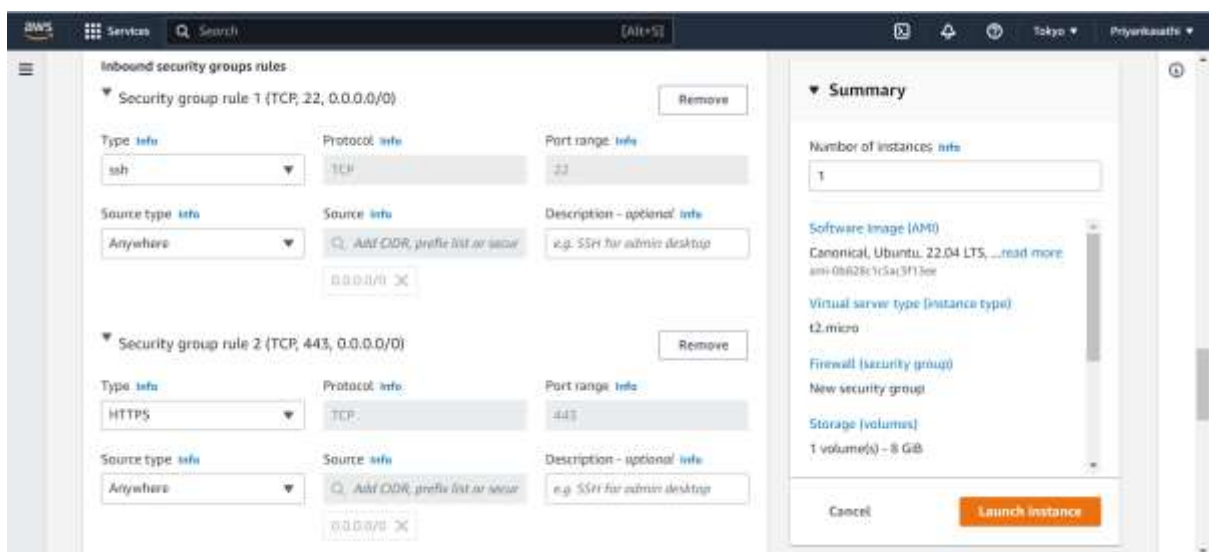 aws Services Search [Alt+S] Tokyo Priyankasathi
Inbound security groups rules
Security group rule 1 (TCP, 22, 0.0.0.0/0) Remove
Type Info Protocol Info Port range Info
ssh TCP 22
Source type Info Source Info Description - optional Info
Anywhere Add CIDR, prefix list or secur e.g. SSH for admin desktop
0.0.0.0/0
Security group rule 2 (TCP, 443, 0.0.0.0/0) Remove
Type Info Protocol Info Port range Info
HTTPS TCP 443
Source type Info Source Info Description - optional Info
Anywhere Add CIDR, prefix list or secur e.g. SSH for admin desktop
0.0.0.0/0
Summary
Number of instances Info
1
Software Image (AMI)
Canonical, Ubuntu, 22.04 LTS, ...read more
Virtual server type (instance type)
t2.micro
Firewall (security group)
New security group
Storage (volumes)
1 volume(s) - 8 GiB
Cancel Launch instance